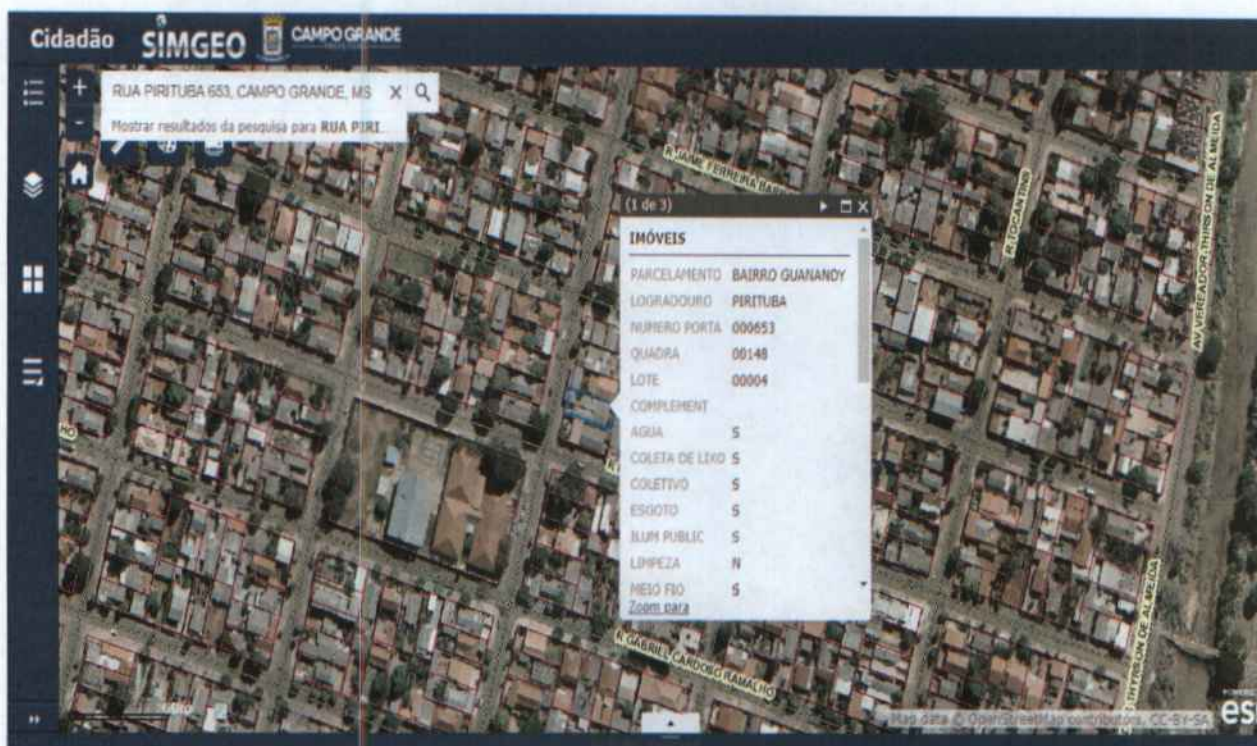 Cidadão SIMGEO CAMPO GRANDE
RUA PIRITUBA 653, CAMPO GRANDE, MS X
Mostrar resultados da pesquisa para RUA PIRI...
R JAIME FERREIRA
R. TOCANTINS
AV VEREADOR THIRSON DE ALMEIDA
(1 de 3)
IMÓVEIS
PARCELAMENTO BAIRRO GUANANDY
LOGRADOURO PIRITUBA
NUMERO PORTA 000653
QUADRA 00148
LOTE 00004
COMPLEMENT
AGUA S
COLETA DE LIXO S
COLETIVO S
ESGOTO S
ILUM PUBLIC S
LIMPEZA N
MEIO FIO S
Zoom para
R GABRIEL CARDOSO RAMALHO
DE ALMEIDA
Map data © OpenStreetMap contributors, CC-BY-SA
es